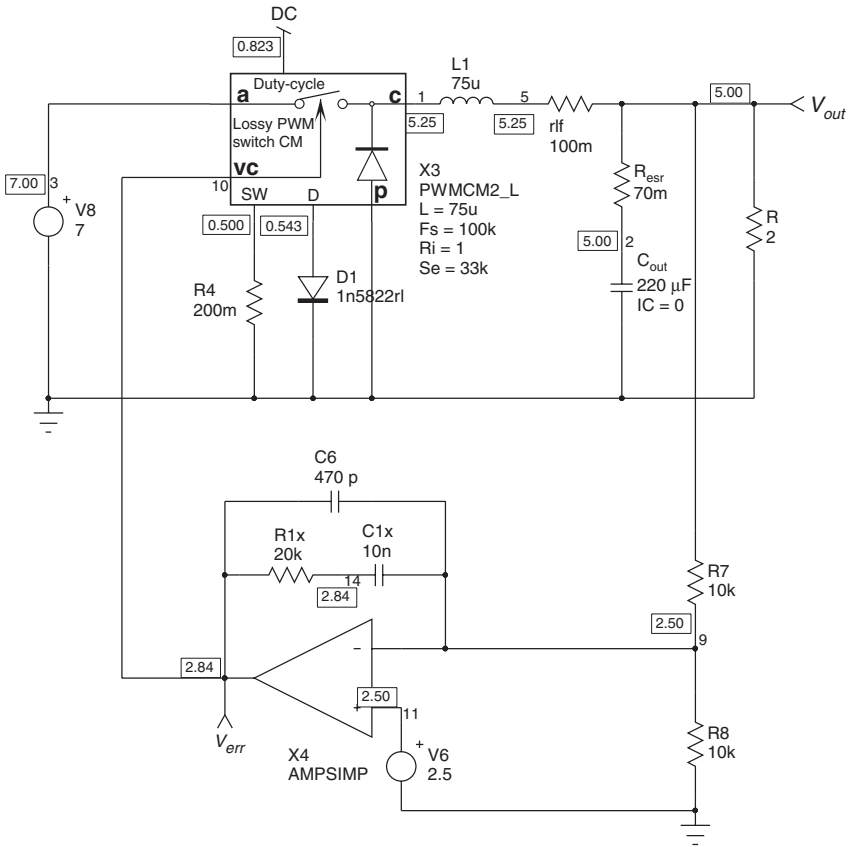 DC
0.823
L1
75u
Duty-cycle
a
c
1
5
5.00
Vout
Lossy PWM
switch CM
5.25
5.25
rlf
100m
vc
10
p
X3
PWMCM2_L
L = 75u
Fs = 100k
Ri = 1
Se = 33k
Resr
70m
7.00
3
+
V8
7
SW
D
0.500
0.543
5.00
2
R
2
Cout
220 µF
IC = 0
R4
200m
D1
1n5822rl
C6
470 p
R1x
20k
C1x
10n
14
2.84
R7
10k
2.50
9
2.84
−
2.50
+
11
Verr
X4
AMPSIMP
+
V6
2.5
R8
10k